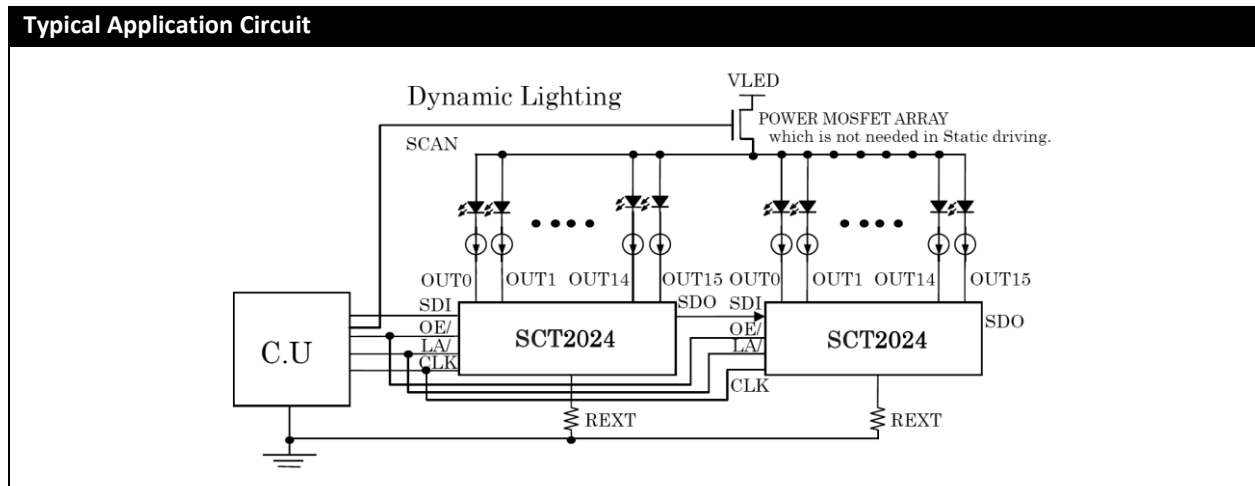 Typical Application Circuit
VLED
Dynamic Lighting
POWER MOSFET ARRAY
which is not needed in Static driving.
SCAN
OUT0 OUT1 OUT14 OUT15 OUT0 OUT1 OUT14 OUT15
SDI SDO SDI SDO
OE/ OE/
C.U LA/ SCT2024 LA/ SCT2024
CLK CLK
REXT REXT